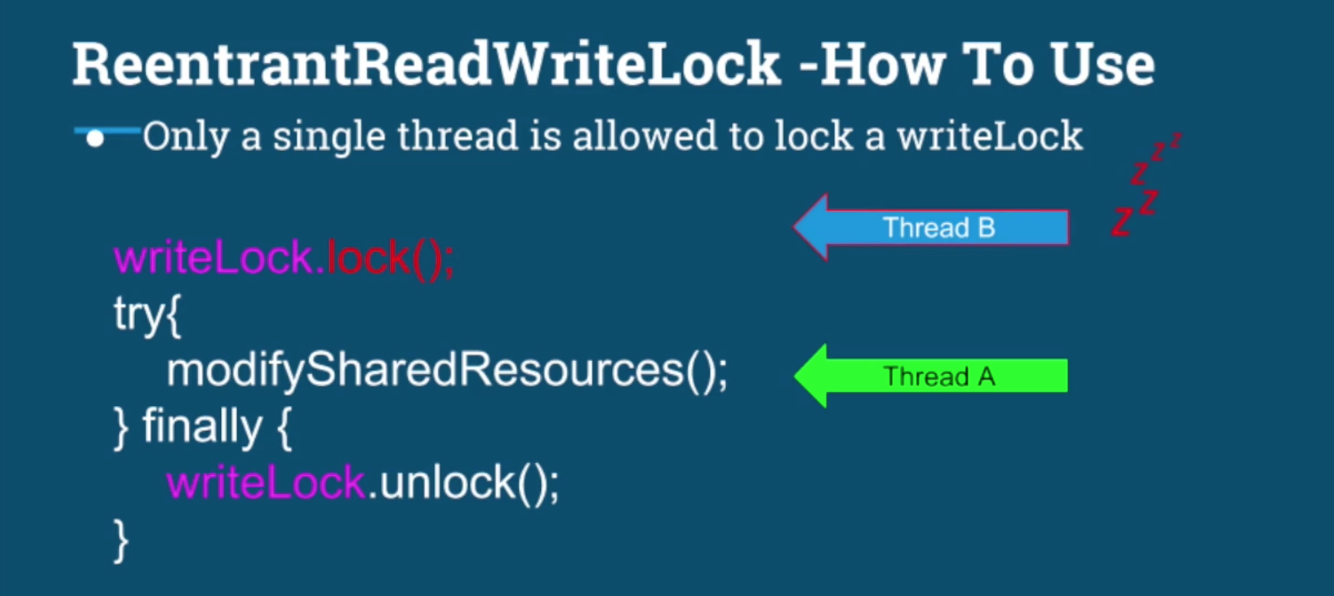 ReentrantReadWriteLock -How To Use
Only a single thread is allowed to lock a writeLock
z z z z z
Thread B
writeLock.lock();
try{
modifySharedResources();
Thread A
} finally {
writeLock.unlock();
}